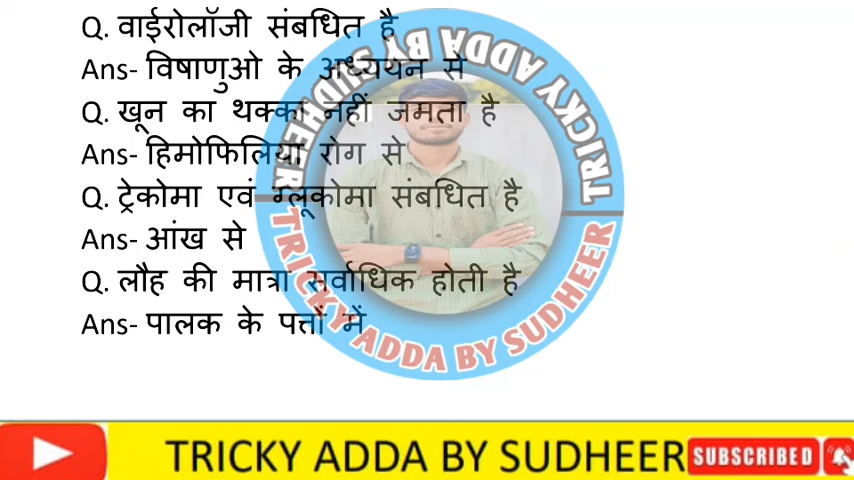 Q. वाईरोलॉजी संबधित है
Ans- विषाणुओ के अध्ययन से
Q. खून का थक्का नहीं जमता है
Ans- हिमोफिलिया रोग से
Q. ट्रेकोमा एवं ग्लूकोमा संबधित है
Ans- आंख से
Q. लौह की मात्रा सर्वाधिक होती है
Ans- पालक के पत्तों में
TRICKY ADDA BY SUDHEER
TRICKY ADDA BY SUDHEER
TRICKY ADDA BY SUDHEER
SUBSCRIBED